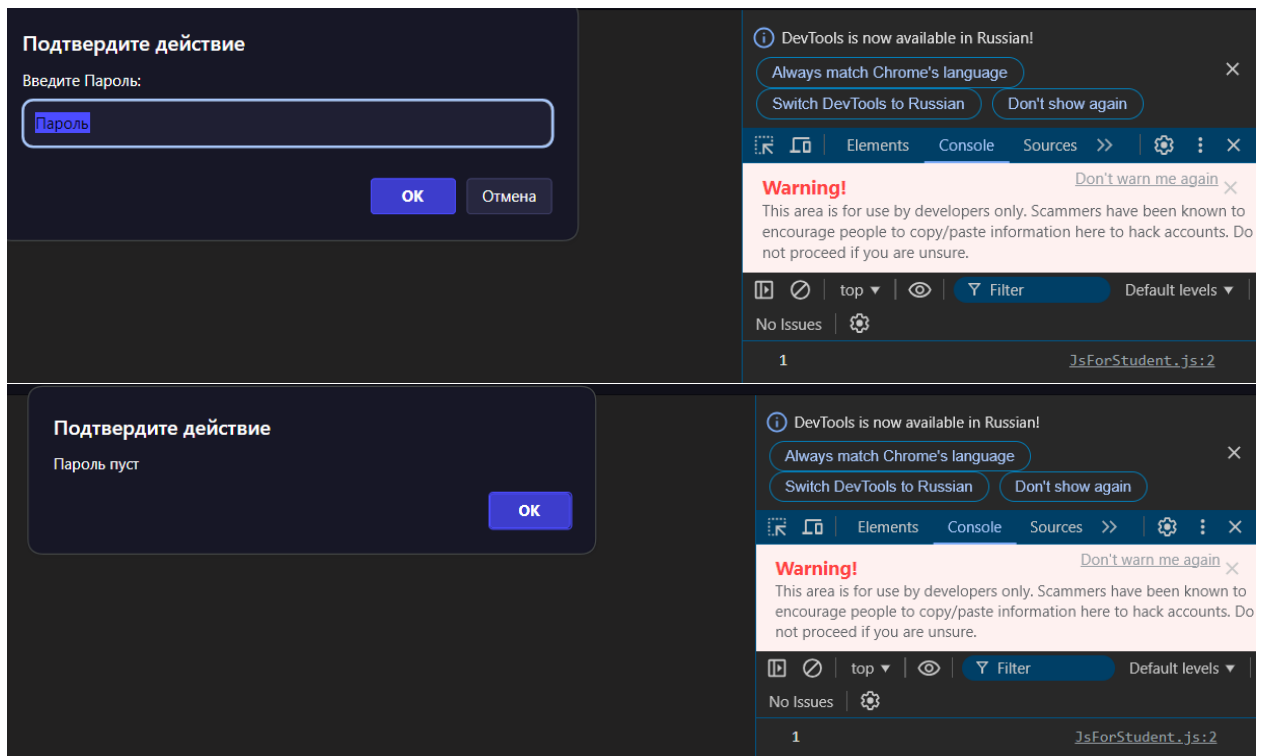 Подтвердите действие
Введите Пароль:
Пароль
ОК
Отмена
DevTools is now available in Russian!
Always match Chrome's language
Switch DevTools to Russian
Don't show again
Elements
Console
Sources
Don't warn me again
Warning!
This area is for use by developers only. Scammers have been known to
encourage people to copy/paste information here to hack accounts. Do
not proceed if you are unsure.
top
Filter
Default levels
No Issues
1
JsForStudent.js:2
Подтвердите действие
Пароль пуст
ОК
DevTools is now available in Russian!
Always match Chrome's language
Switch DevTools to Russian
Don't show again
Elements
Console
Sources
Don't warn me again
Warning!
This area is for use by developers only. Scammers have been known to
encourage people to copy/paste information here to hack accounts. Do
not proceed if you are unsure.
top
Filter
Default levels
No Issues
1
JsForStudent.js:2